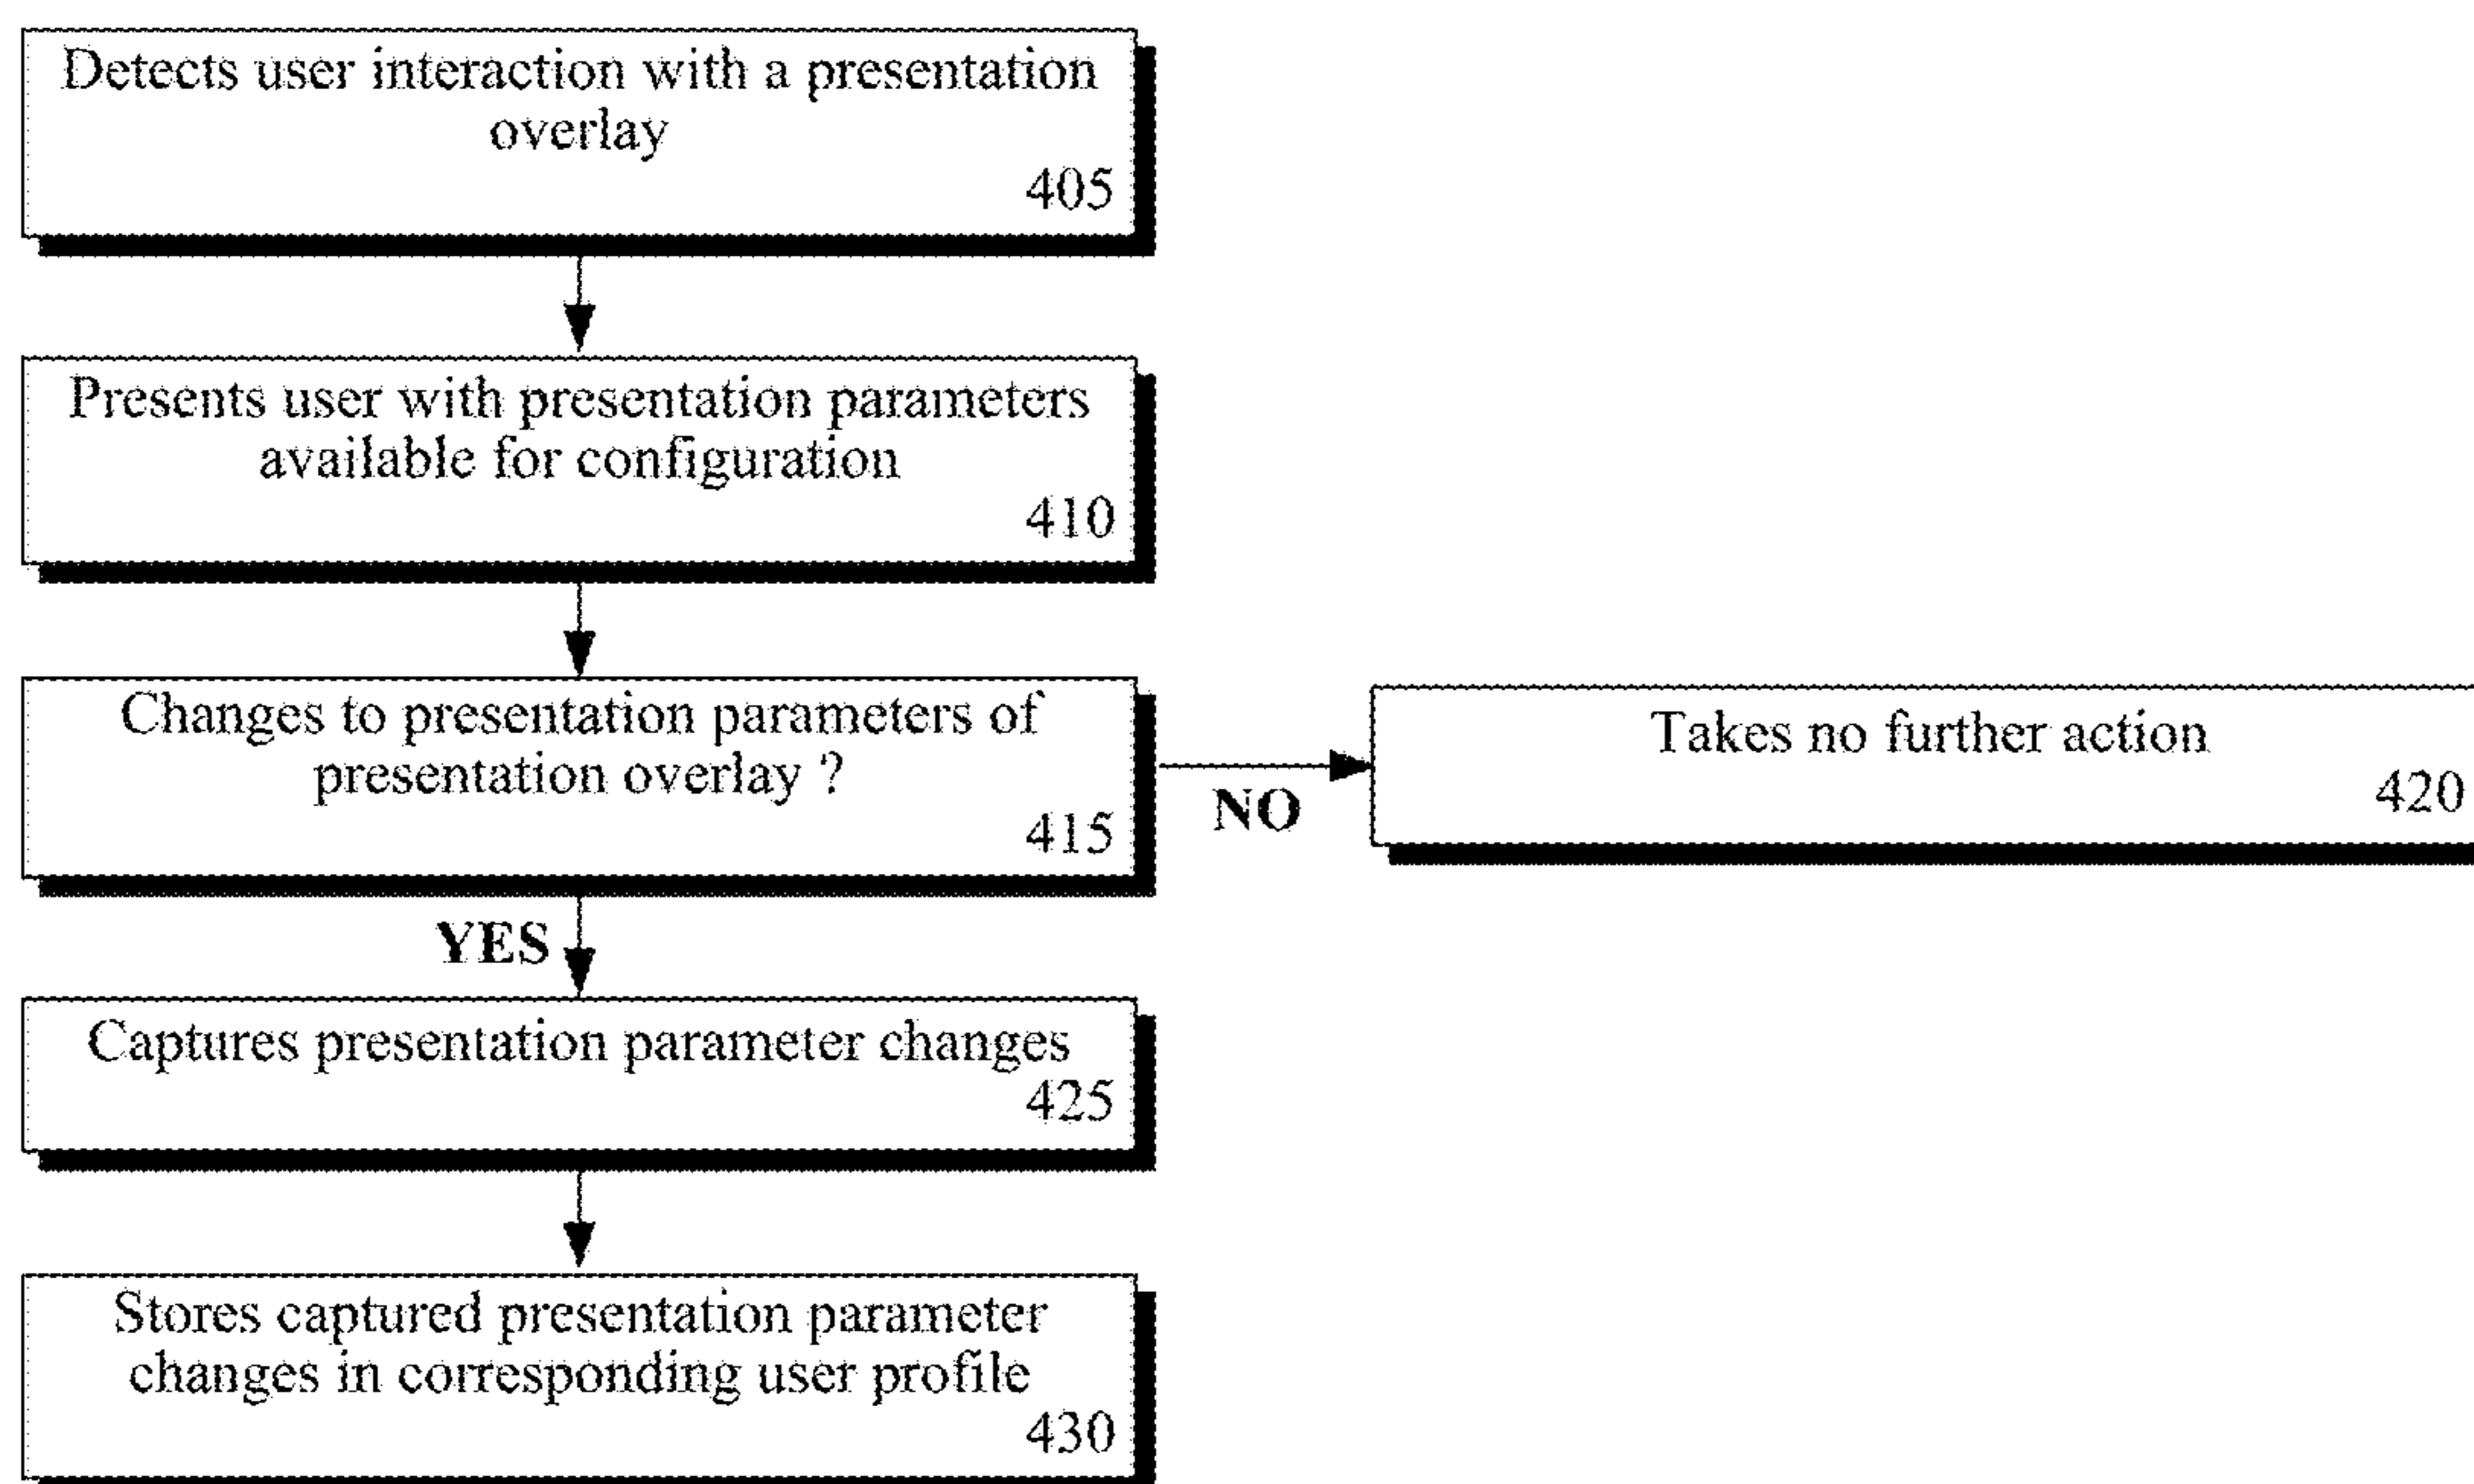 Detects user interaction with a presentation
overlay
405
Presents user with presentation parameters
available for configuration
410
Changes to presentation parameters of
presentation overlay ?
415
NO
Takes no further action
420
YES
Captures presentation parameter changes
425
Stores captured presentation parameter
changes in corresponding user profile
430